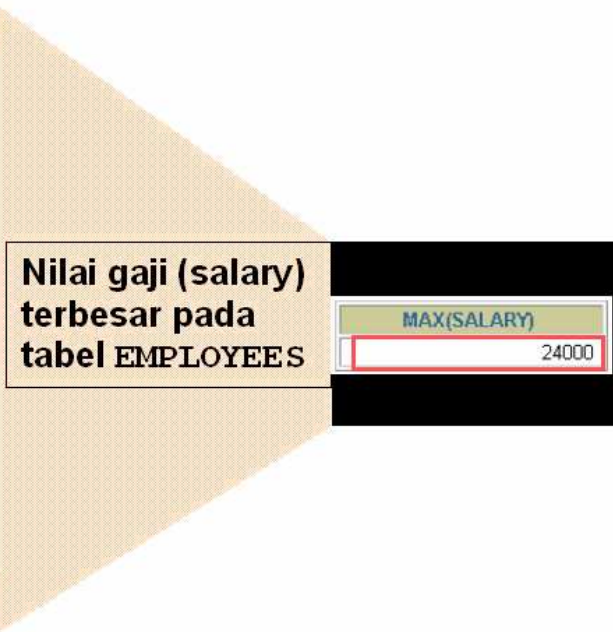 Nilai gaji (salary)
terbesar pada
tabel EMPLOYEES
MAX(SALARY)
24000